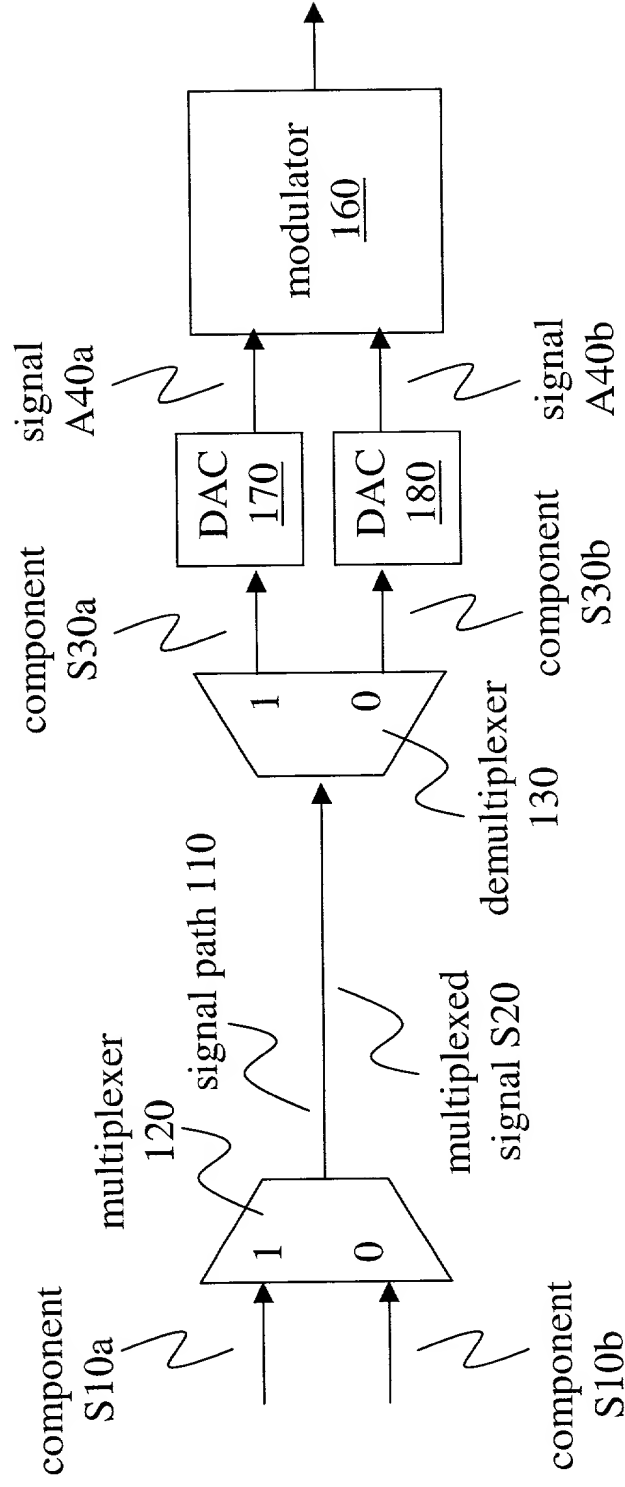 component
S10a
multiplexer
120
signal path 110
component
S30a
signal
A40a
1
0
1
0
DAC
170
DAC
180
modulator
160
component
S10b
multiplexed
signal S20
demultiplexer
130
component
S30b
signal
A40b